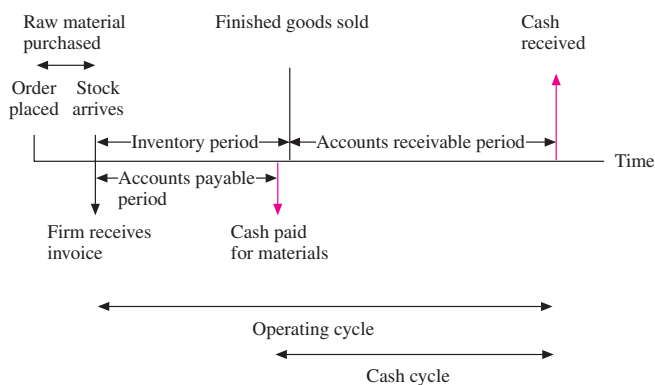 Raw material
purchased
Finished goods sold
Cash
received
Order
placed
Stock
arrives
Inventory period
Accounts receivable period
Time
Accounts payable
period
Firm receives
invoice
Cash paid
for materials
Operating cycle
Cash cycle